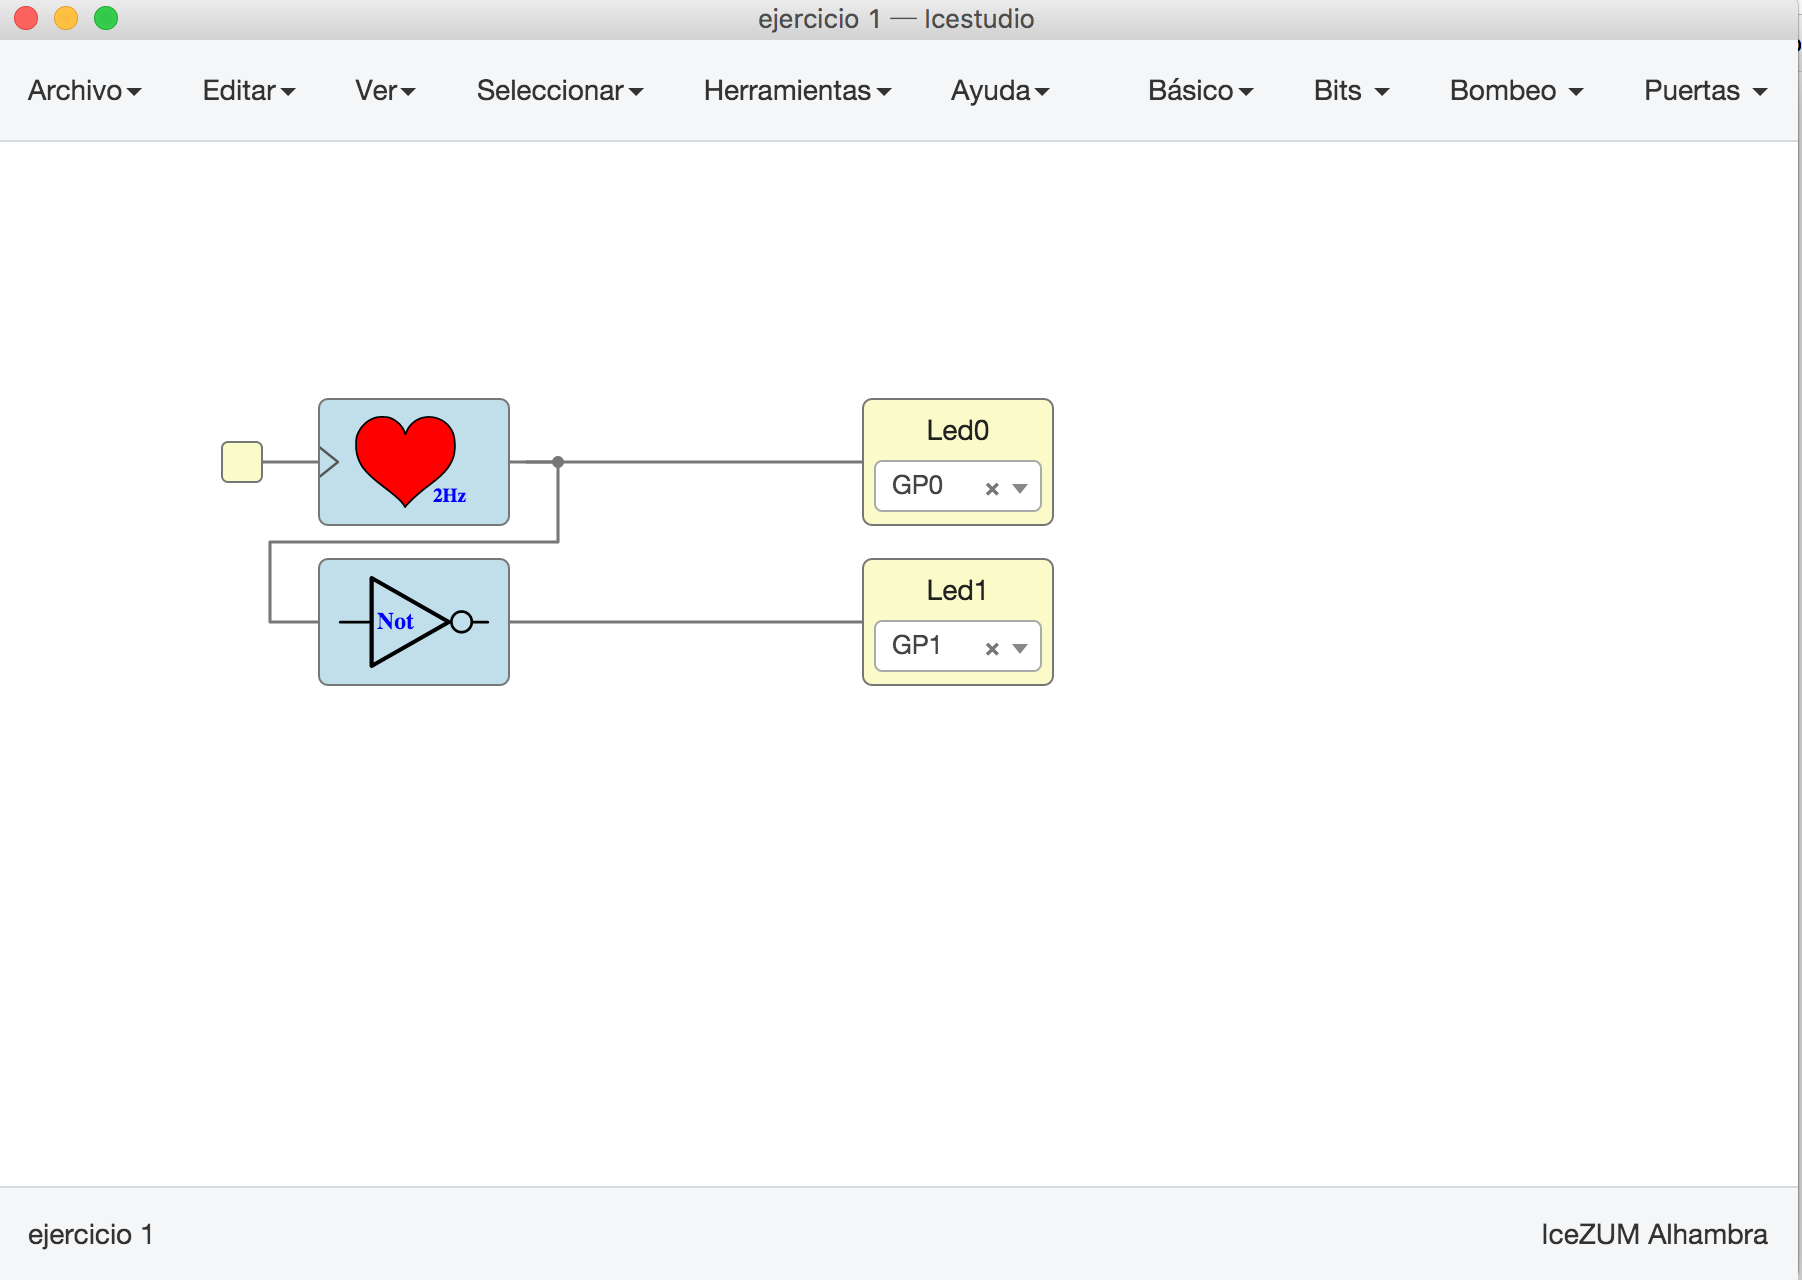 ejercicio 1 — Icestudio
Archivo Editar Ver Seleccionar Herramientas Ayuda Básico Bits Bombeo Puertas
2Hz
Led0
GP0
Not
Led1
GP1
ejercicio 1
IceZUM Alhambra